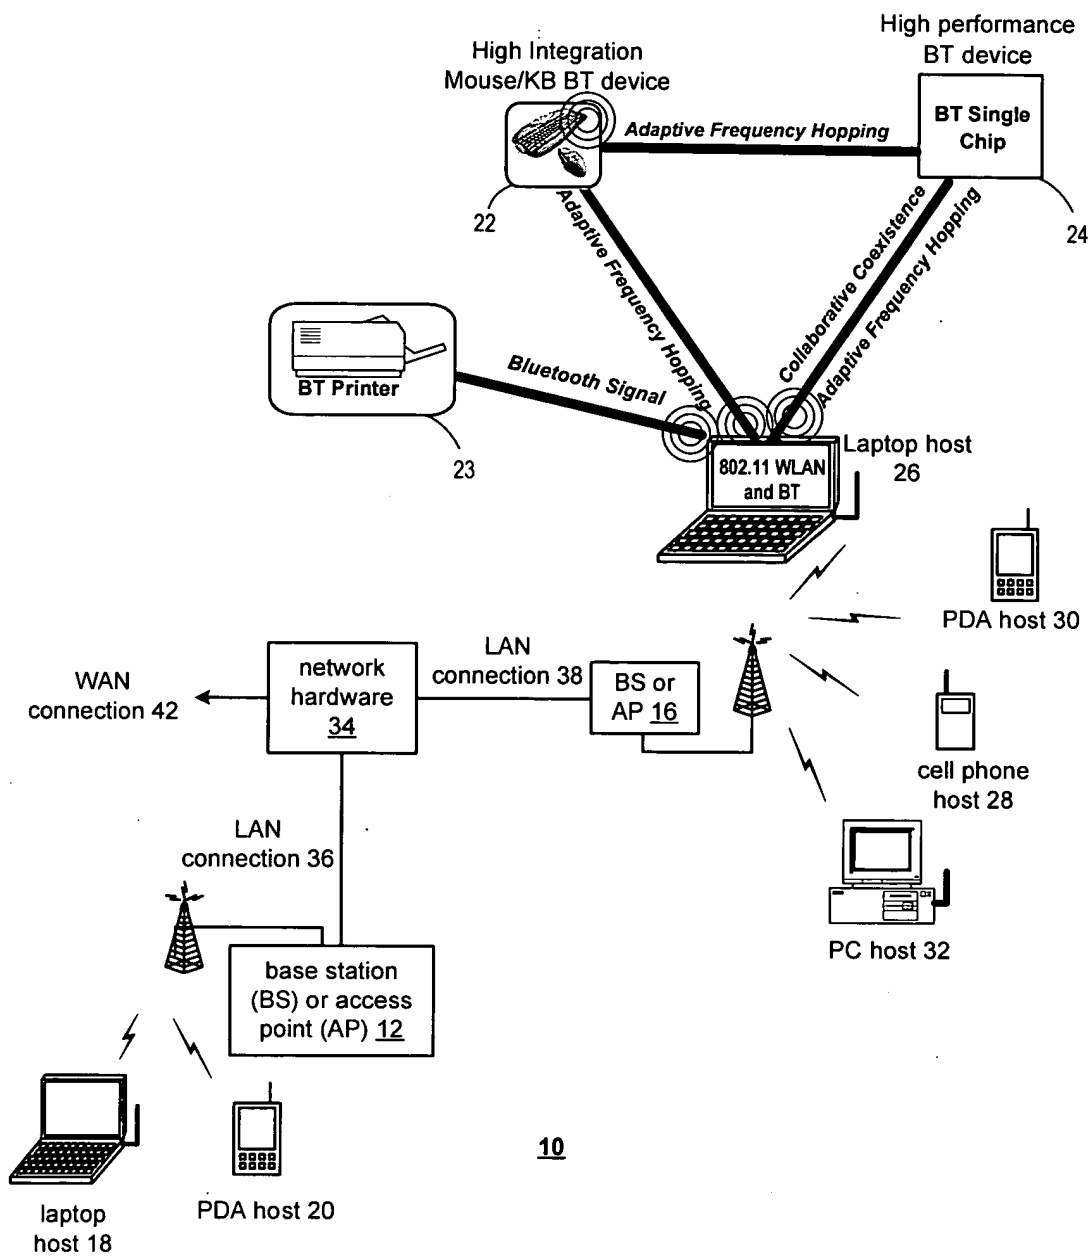 High performance
BT device
High Integration
Mouse/KB BT device
BT Single
Chip
Adaptive Frequency Hopping
22
24
Adaptive Frequency Hopping
Collaborative Coexistence
Adaptive Frequency Hopping
BT Printer
Bluetooth Signal
23
Laptop host
26
802.11 WLAN
and BT
PDA host 30
LAN
connection 38
network
hardware
34
WAN
connection 42
BS or
AP 16
cell phone
host 28
LAN
connection 36
PC host 32
base station
(BS) or access
point (AP) 12
10
PDA host 20
laptop
host 18